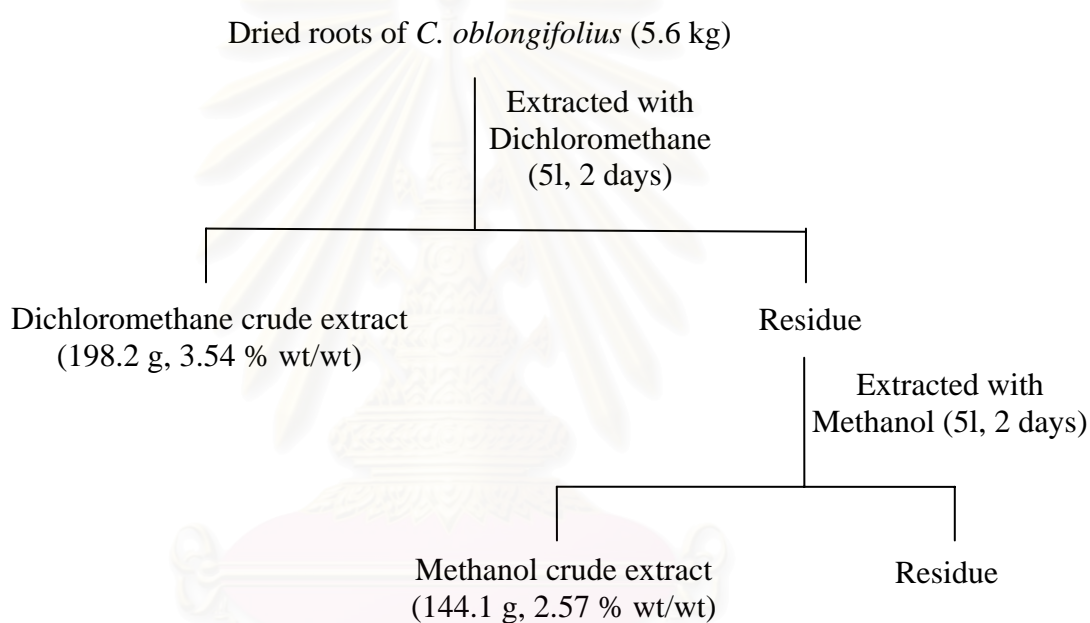 Dried roots of C. oblongifolius (5.6 kg)
Extracted with
Dichloromethane
(5l, 2 days)
Dichloromethane crude extract
(198.2 g, 3.54 % wt/wt)
Residue
Extracted with
Methanol (5l, 2 days)
Methanol crude extract
(144.1 g, 2.57 % wt/wt)
Residue